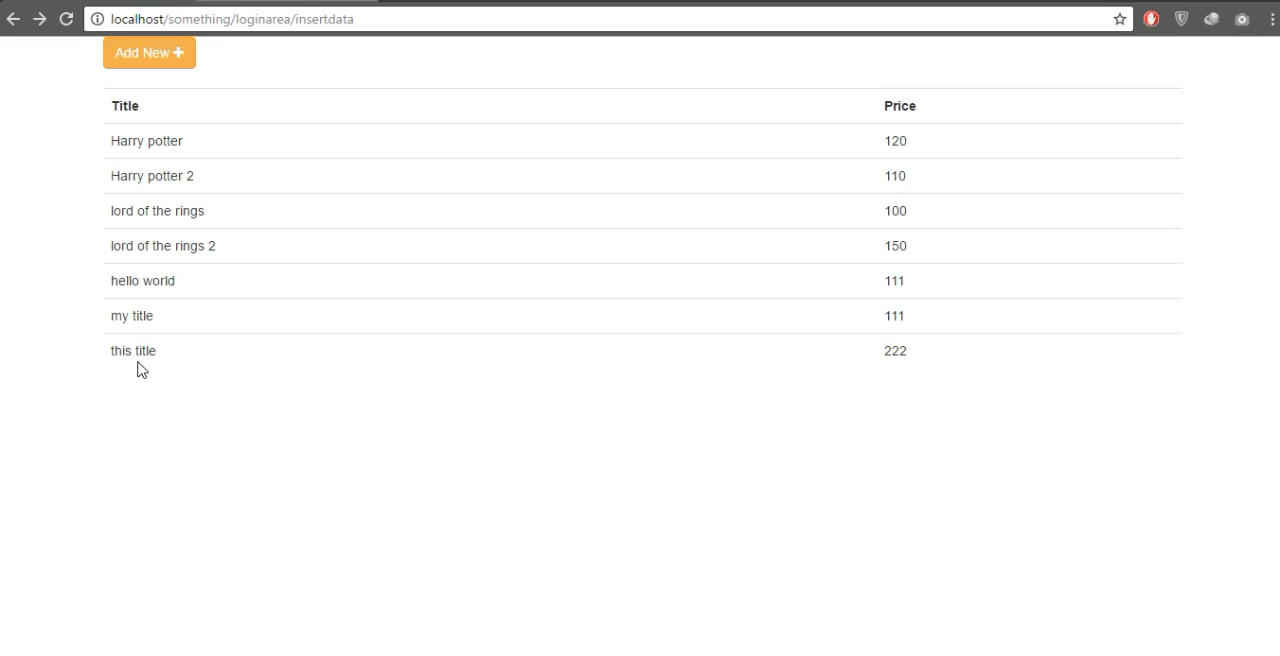 localhost/something/loginarea/insertdata
Add New +
Title Price
Harry potter 120
Harry potter 2 110
lord of the rings 100
lord of the rings 2 150
hello world 111
my title 111
this title 222